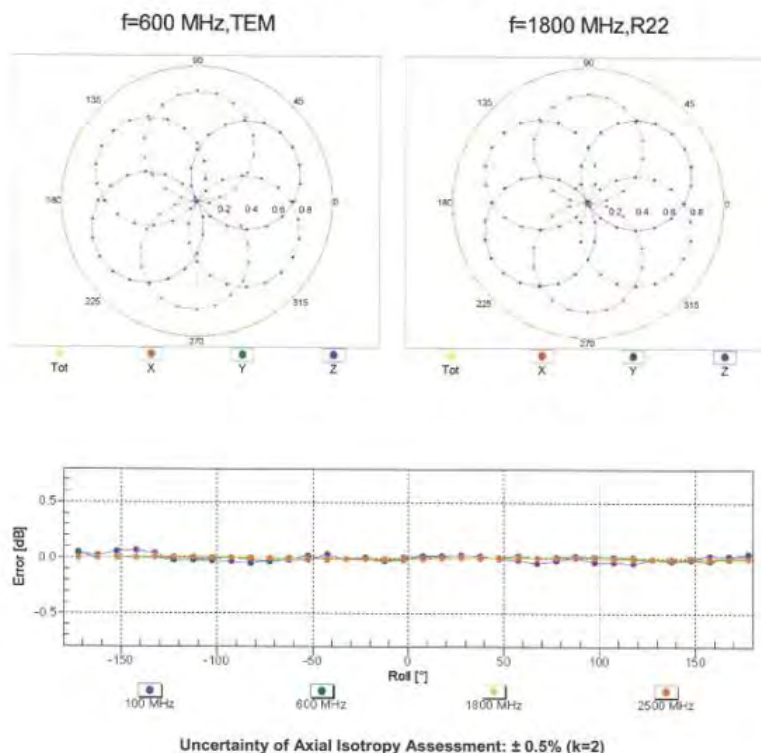 f=600 MHz,TEM
f=1800 MHz,R22
90
135
45
180
0.2 0.4 0.6 0.8
0
225
315
270
Tot X Y Z
90
135
45
180
0.2 0.4 0.6 0.8
0
225
315
270
Tot X Y Z
Error [dB]
0.5
0.0
-0.5
-150 -100 -50 0 50 100 150
Roll [°]
100 MHz 600 MHz 1800 MHz 2500 MHz
Uncertainty of Axial Isotropy Assessment: ± 0.5% (k=2)